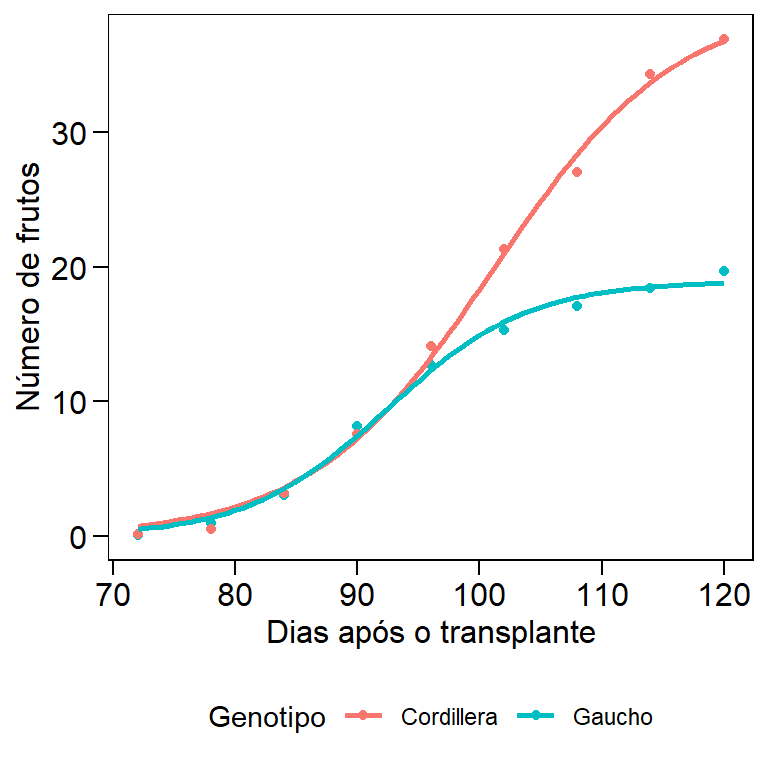 Número de frutos
30
20
10
0
70 80 90 100 110 120
Dias após o transplante
Genotipo Cordillera Gaucho